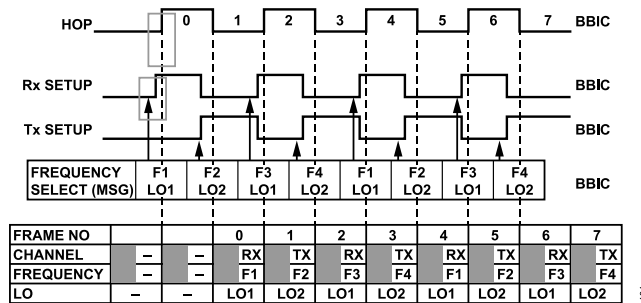 HOP 0 1 2 3 4 5 6 7 BBIC
Rx SETUP BBIC
Tx SETUP BBIC
FREQUENCY SELECT (MSG) F1 LO1 F2 LO2 F3 LO1 F4 LO2 F1 LO1 F2 LO2 F3 LO1 F4 LO2 BBIC
FRAME NO 0 1 2 3 4 5 6 7
CHANNEL – – RX TX RX TX RX TX RX TX
FREQUENCY – – F1 F2 F3 F4 F1 F2 F3 F4
LO – – LO1 LO2 LO1 LO2 LO1 LO2 LO1 LO2